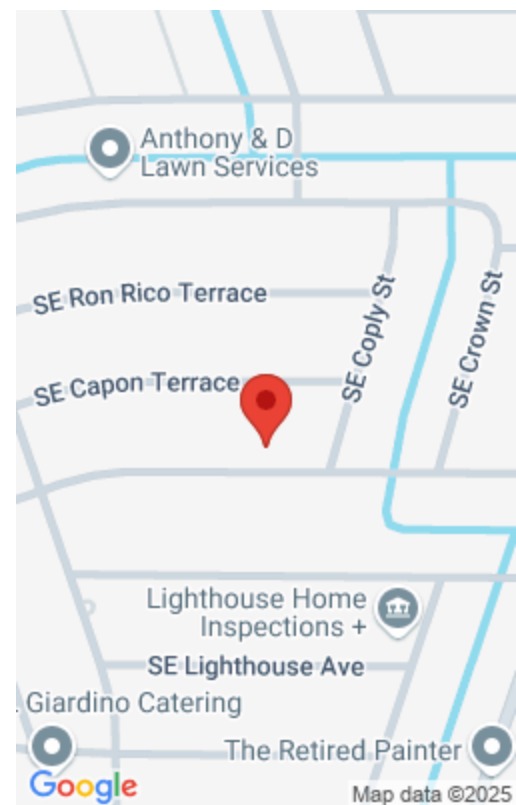 Anthony & D
Lawn Services
SE Ron Rico Terrace
SE Coply St
SE Crown St
SE Capon Terrace
Lighthouse Home
Inspections +
SE Lighthouse Ave
Giardino Catering
The Retired Painter
Google
Map data ©2025